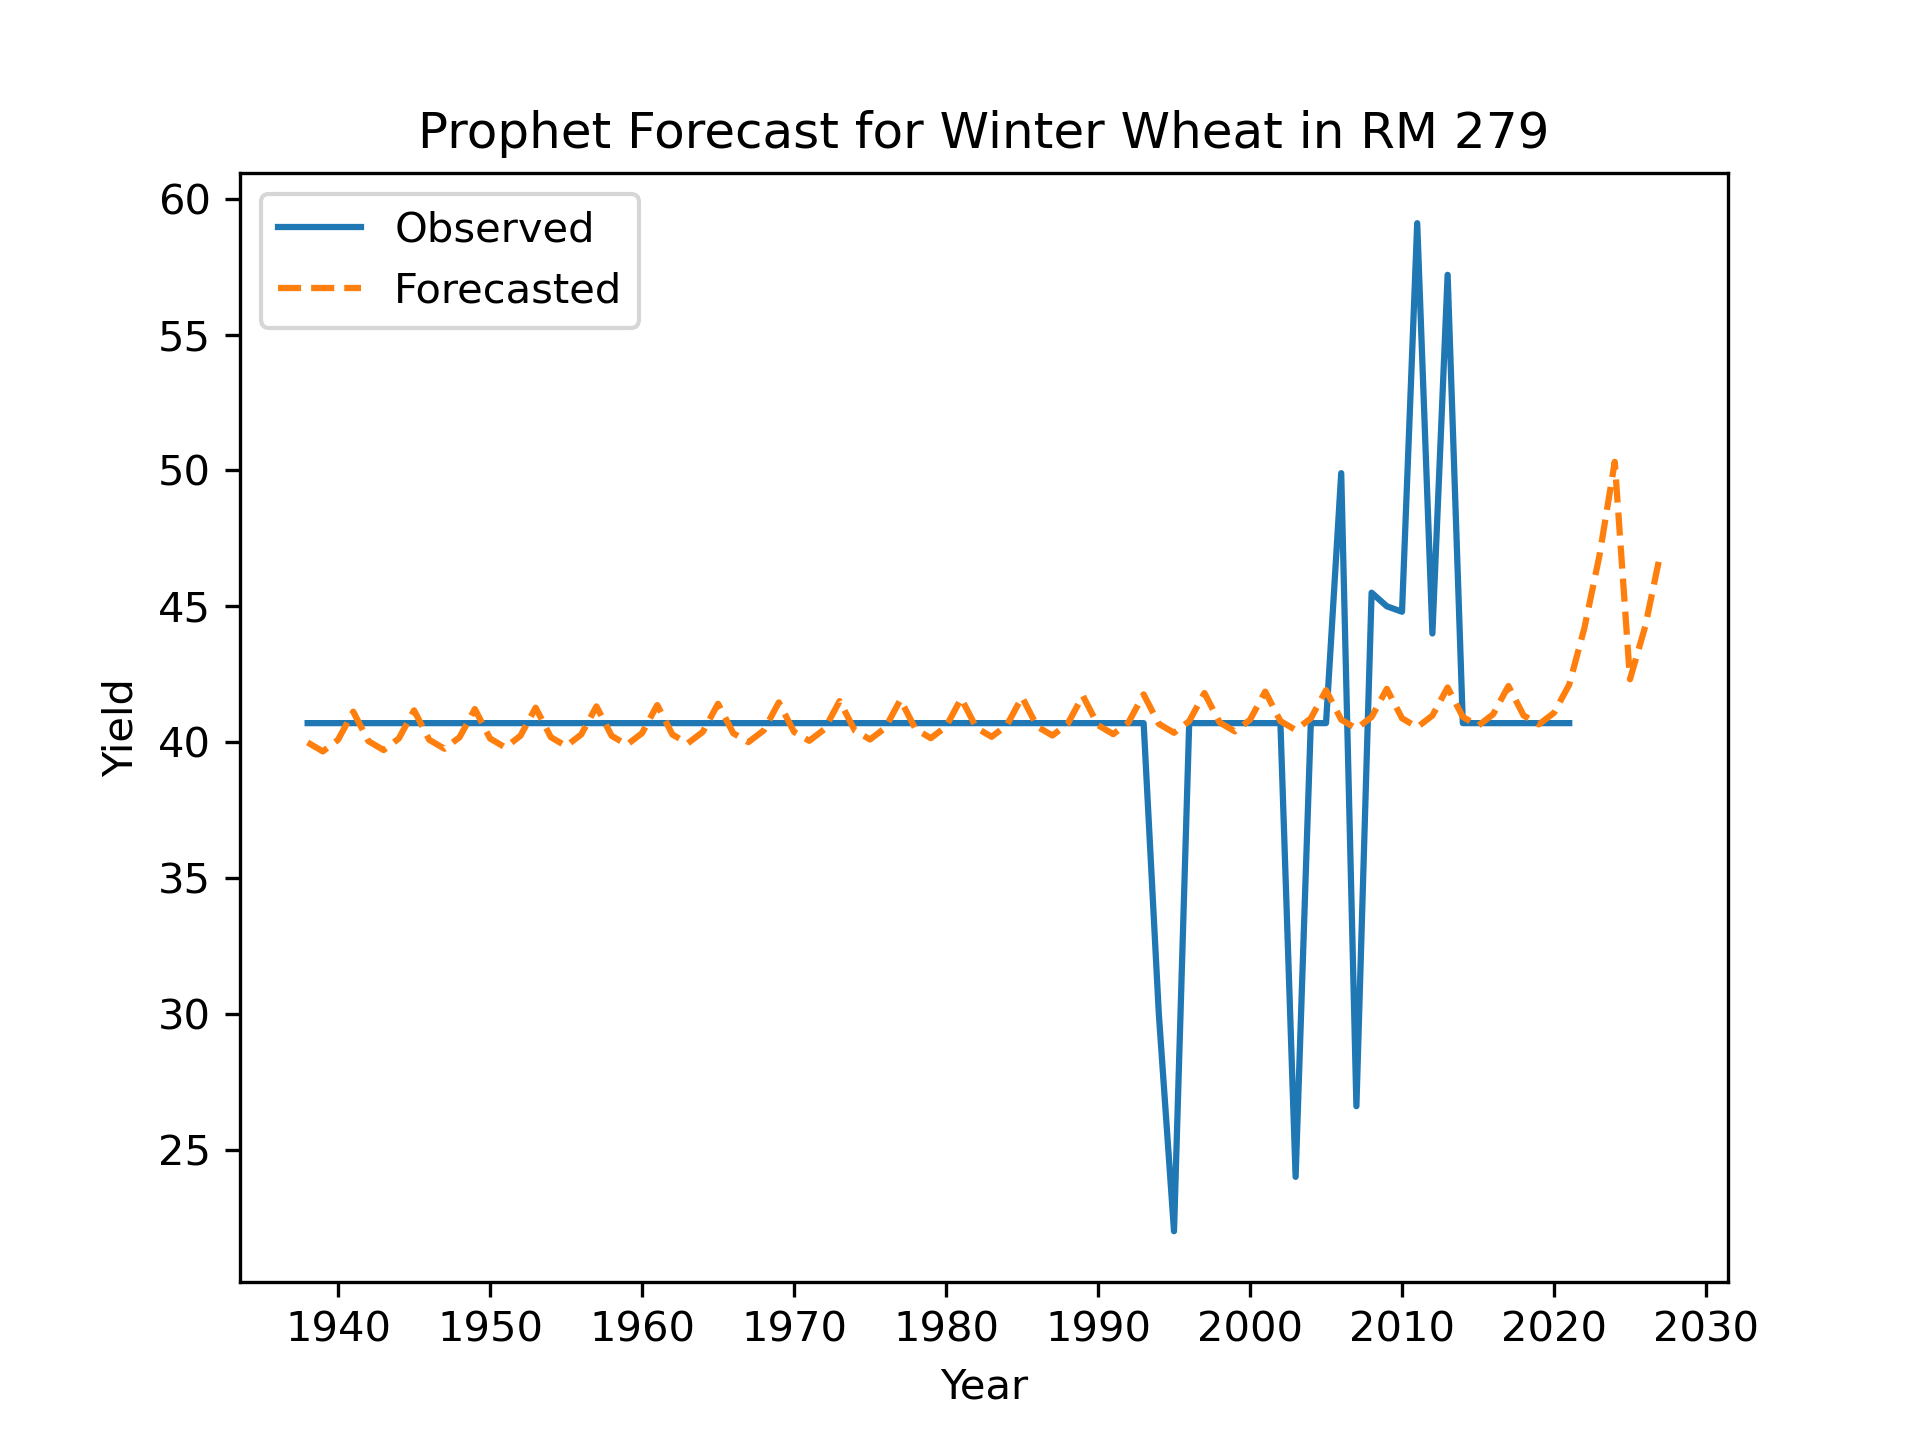 Prophet Forecast for Winter Wheat in RM 279
Observed
Forecasted
60
55
50
45
40
35
30
25
Yield
1940 1950 1960 1970 1980 1990 2000 2010 2020 2030
Year